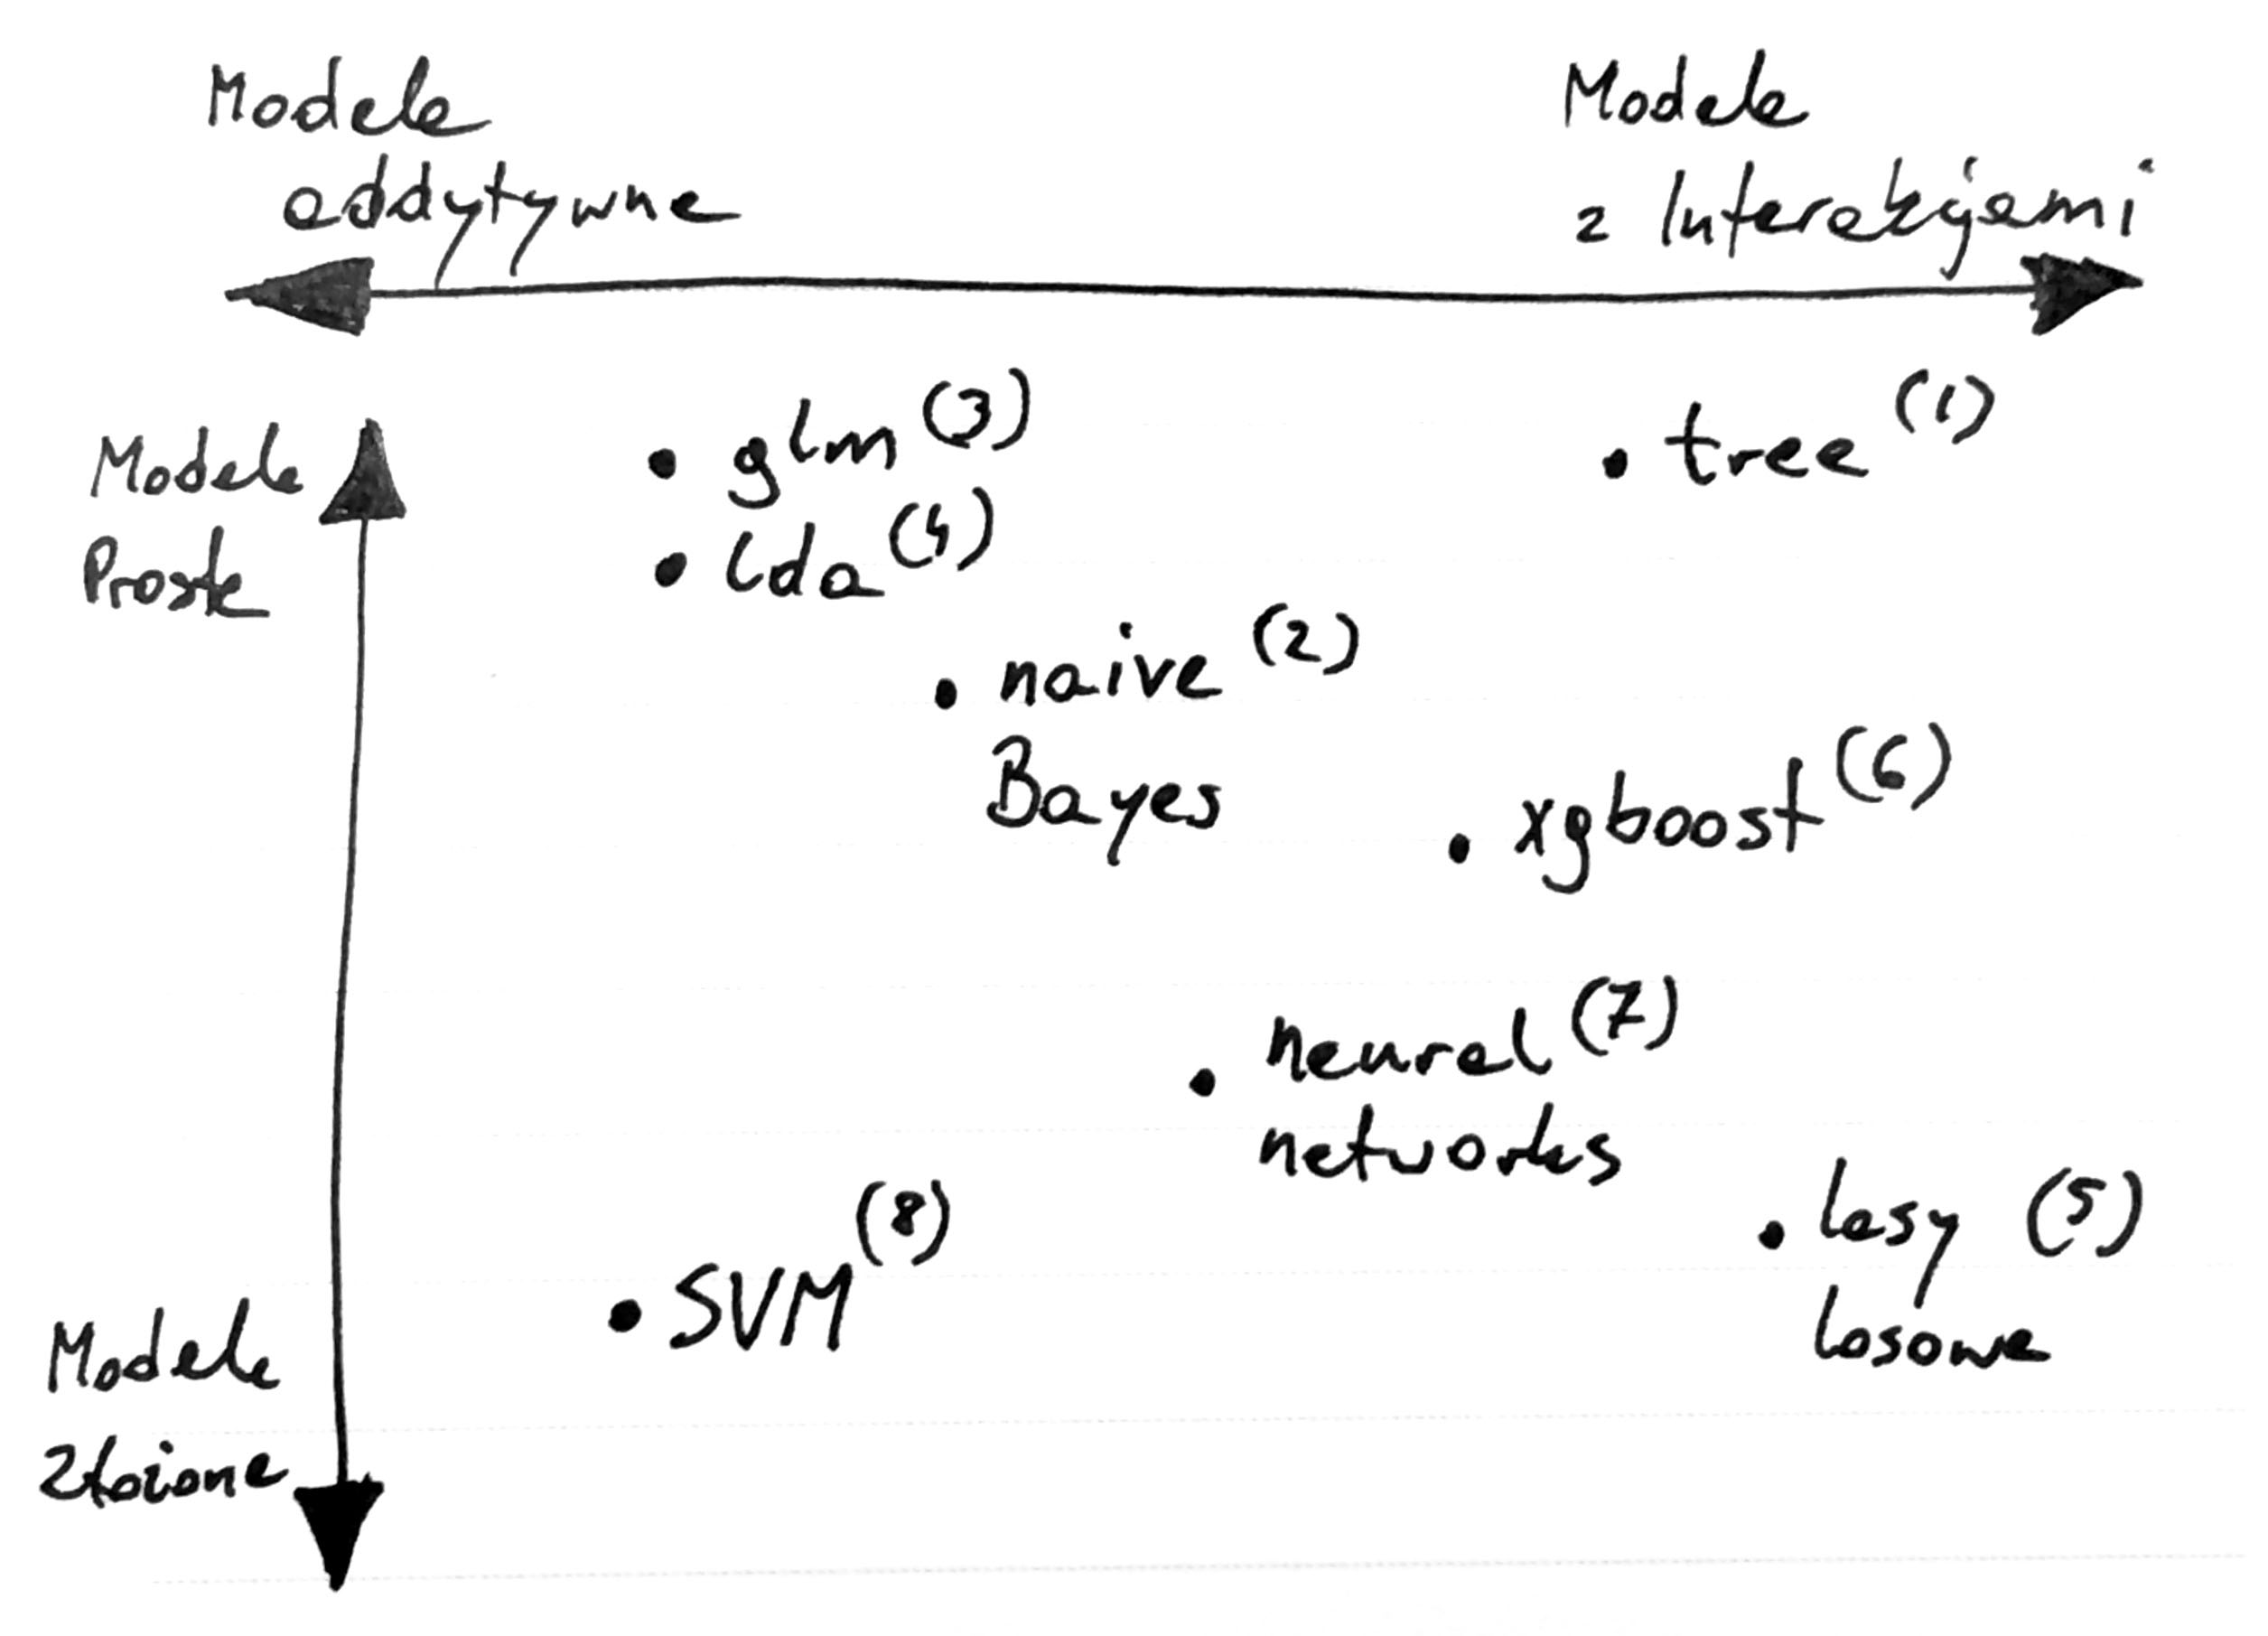 Modele
addytywne
Modele
z Interakcjami
Modele
Proste
• glm (3)
• lda (4)
• tree (1)
• naive (2)
Bayes
• xgboost (6)
• neural (7)
networks
• SVM (8)
• lasy (5)
losowe
Modele
Złożone